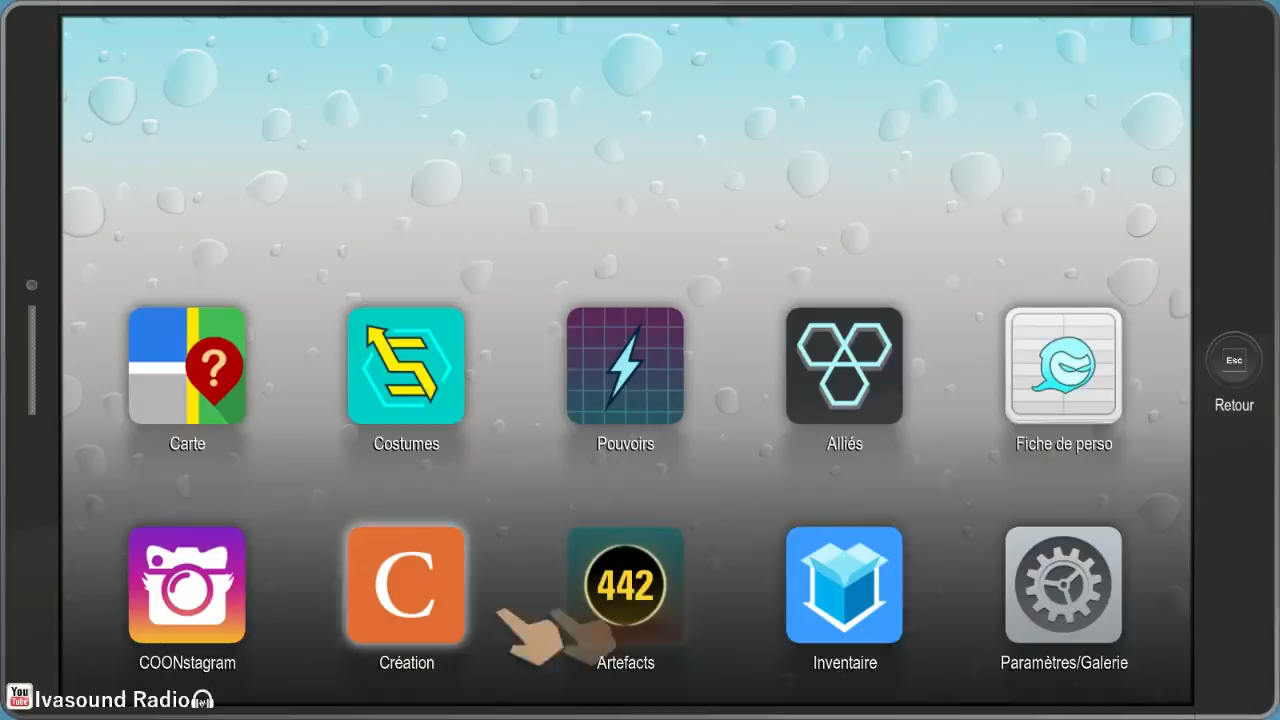 Esc
Retour
Carte
Costumes
Pouvoirs
Alliés
Fiche de perso
C
442
COONstagram
Création
Artefacts
Inventaire
Paramètres/Galerie
You Tube Ivasound Radio